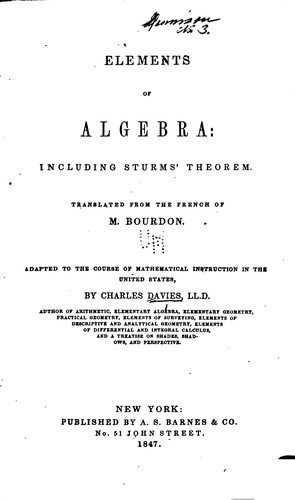 No 3.
ELEMENTS
OF
ALGEBRA:
INCLUDING STURMS' THEOREM.
TRANSLATED FROM THE FRENCH OF
M. BOURDON.
ADAPTED TO THE COURSE OF MATHEMATICAL INSTRUCTION IN THE
UNITED STATES,
BY CHARLES DAVIES, LL.D.
AUTHOR OF ARITHMETIC, ELEMENTARY ALGEBRA, ELEMENTARY GEOMETRY,
PRACTICAL GEOMETRY, ELEMENTS OF SURVEYING, ELEMENTS OF
DESCRIPTIVE AND ANALYTICAL GEOMETRY, ELEMENTS
OF DIFFERENTIAL AND INTEGRAL CALCULUS,
AND A TREATISE ON SHADES, SHAD-
OWS, AND PERSPECTIVE.
NEW YORK:
PUBLISHED BY A. S. BARNES & CO.
No. 51 JOHN STREET.
1847.